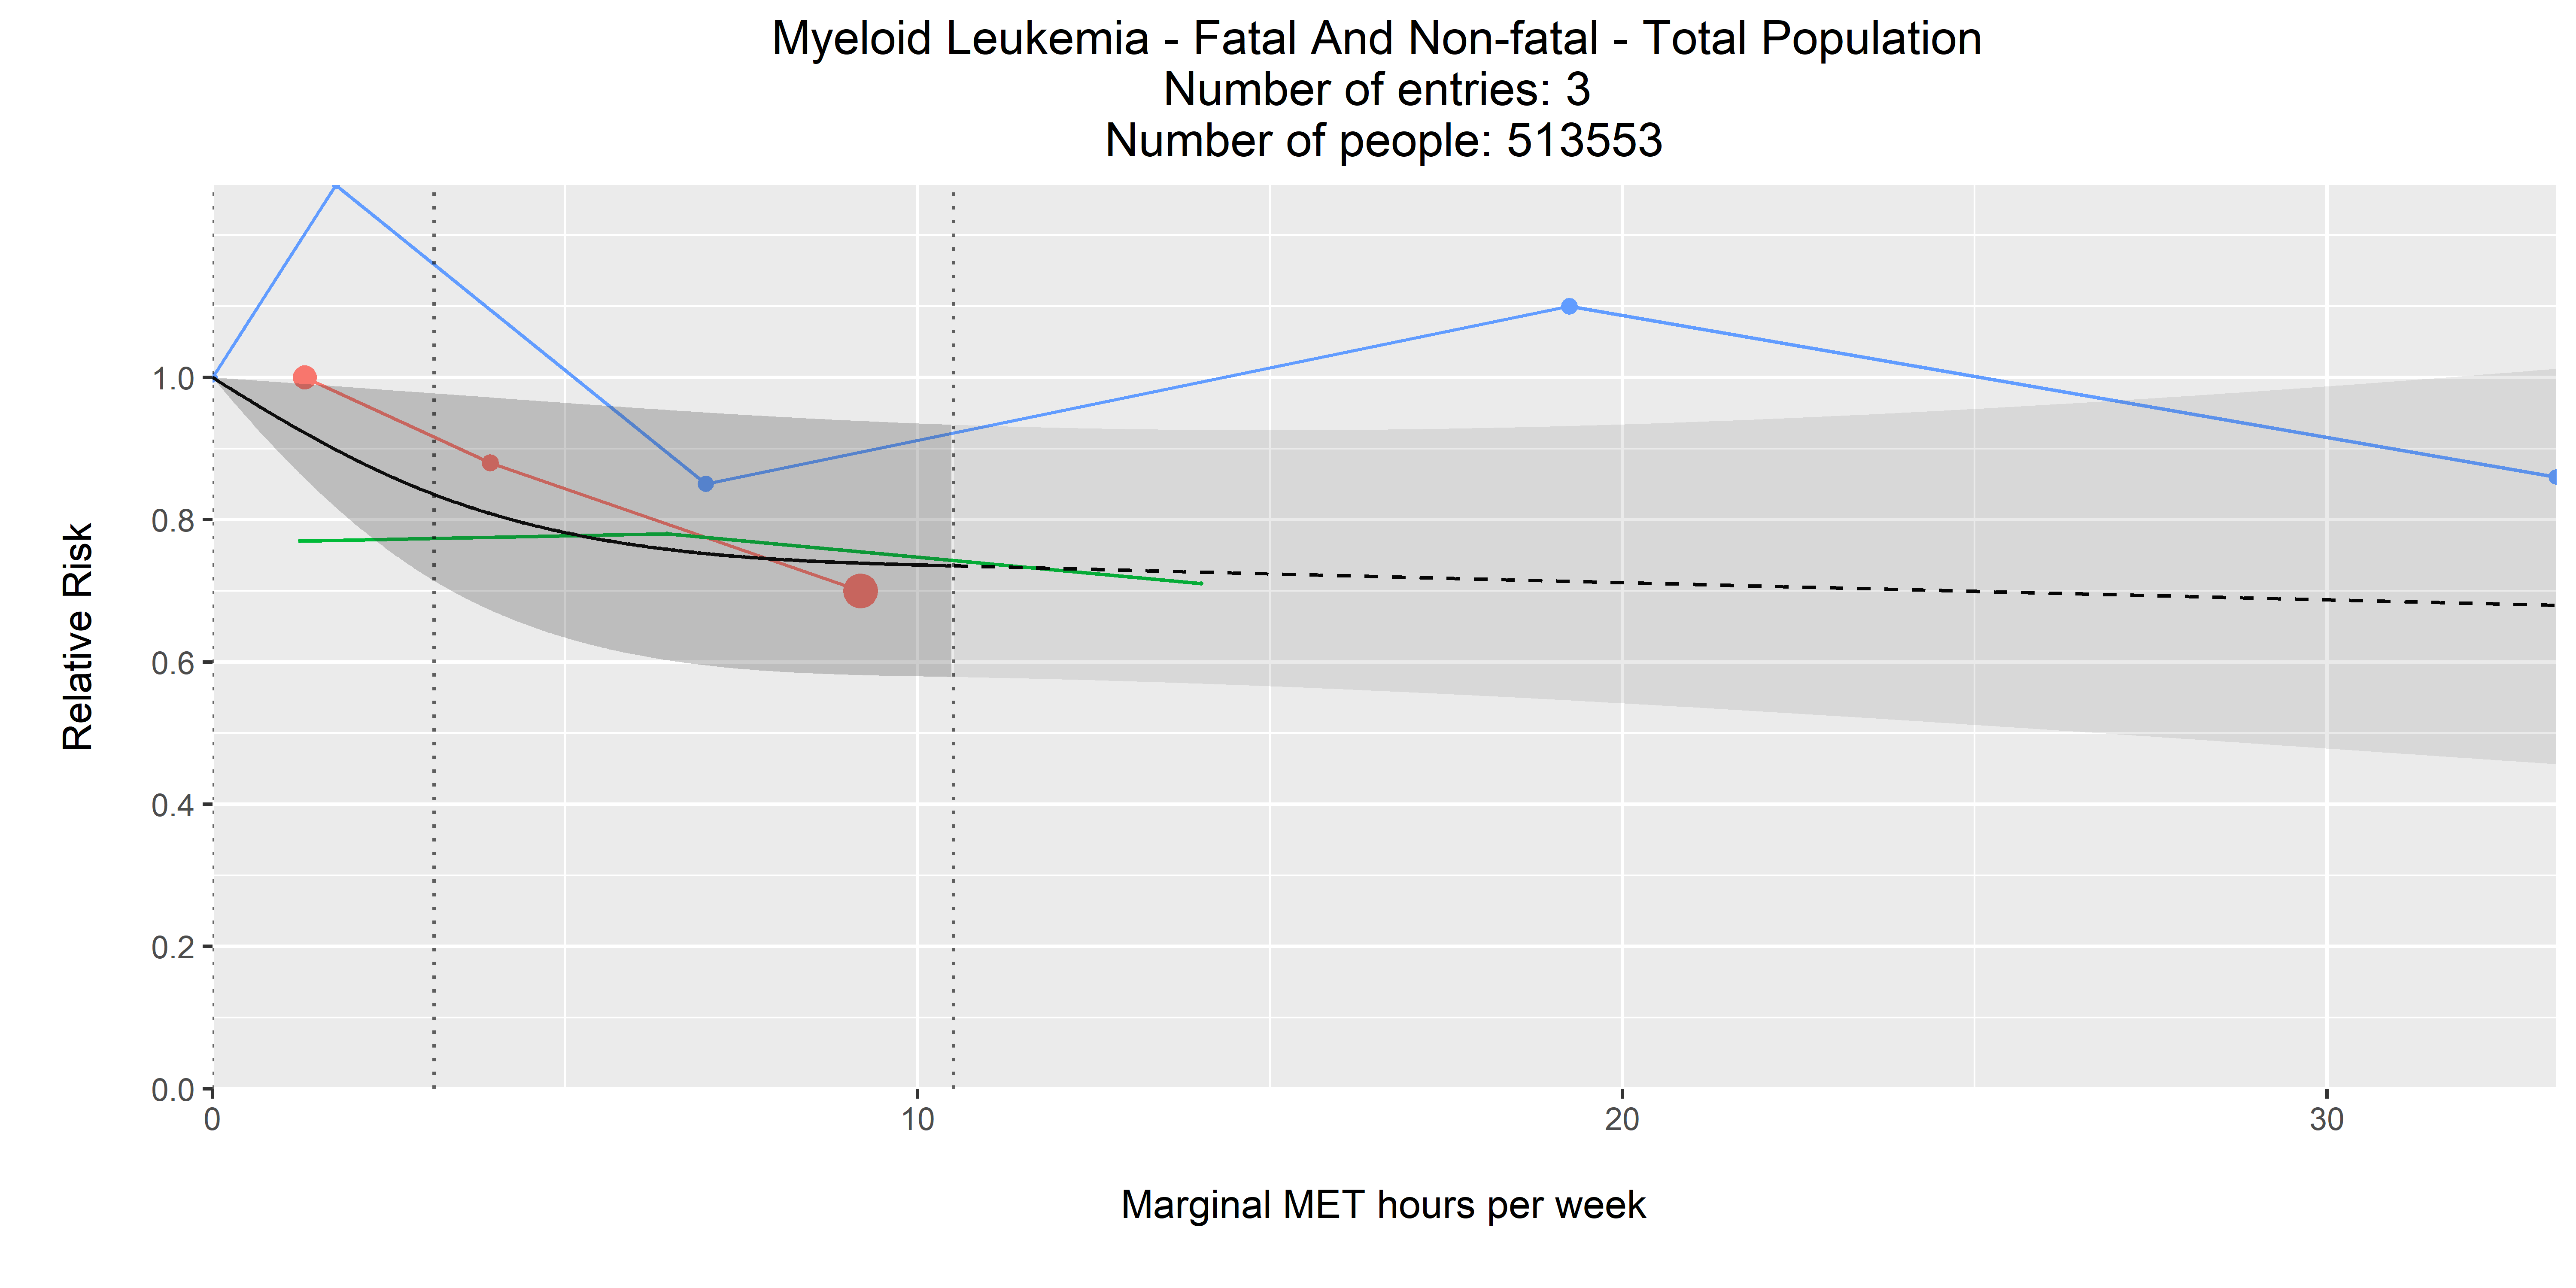 Myeloid Leukemia - Fatal And Non-fatal - Total Population
Number of entries: 3
Number of people: 513553
Relative Risk
1.0
0.8
0.6
0.4
0.2
0.0
0 10 20 30
Marginal MET hours per week